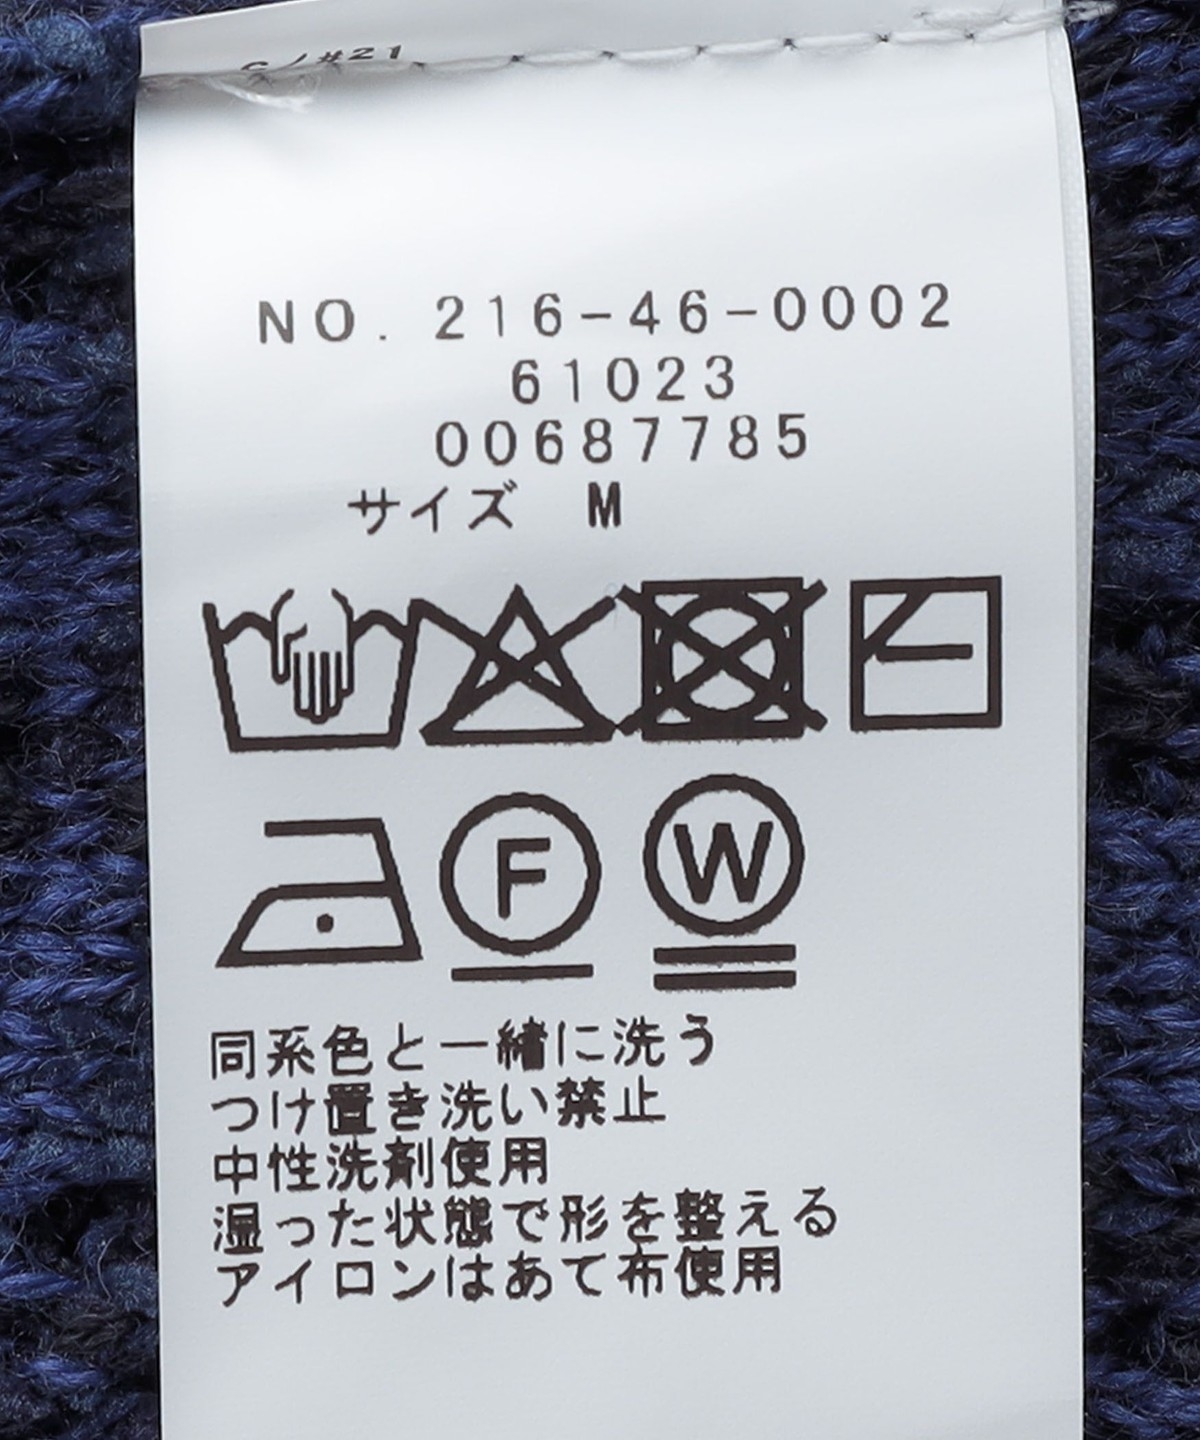 NO. 216-46-0002
61023
00687785
サイズ M
F W
同系色と一緒に洗う
つけ置き洗い禁止
中性洗剤使用
湿った状態で形を整える
アイロンはあて布使用